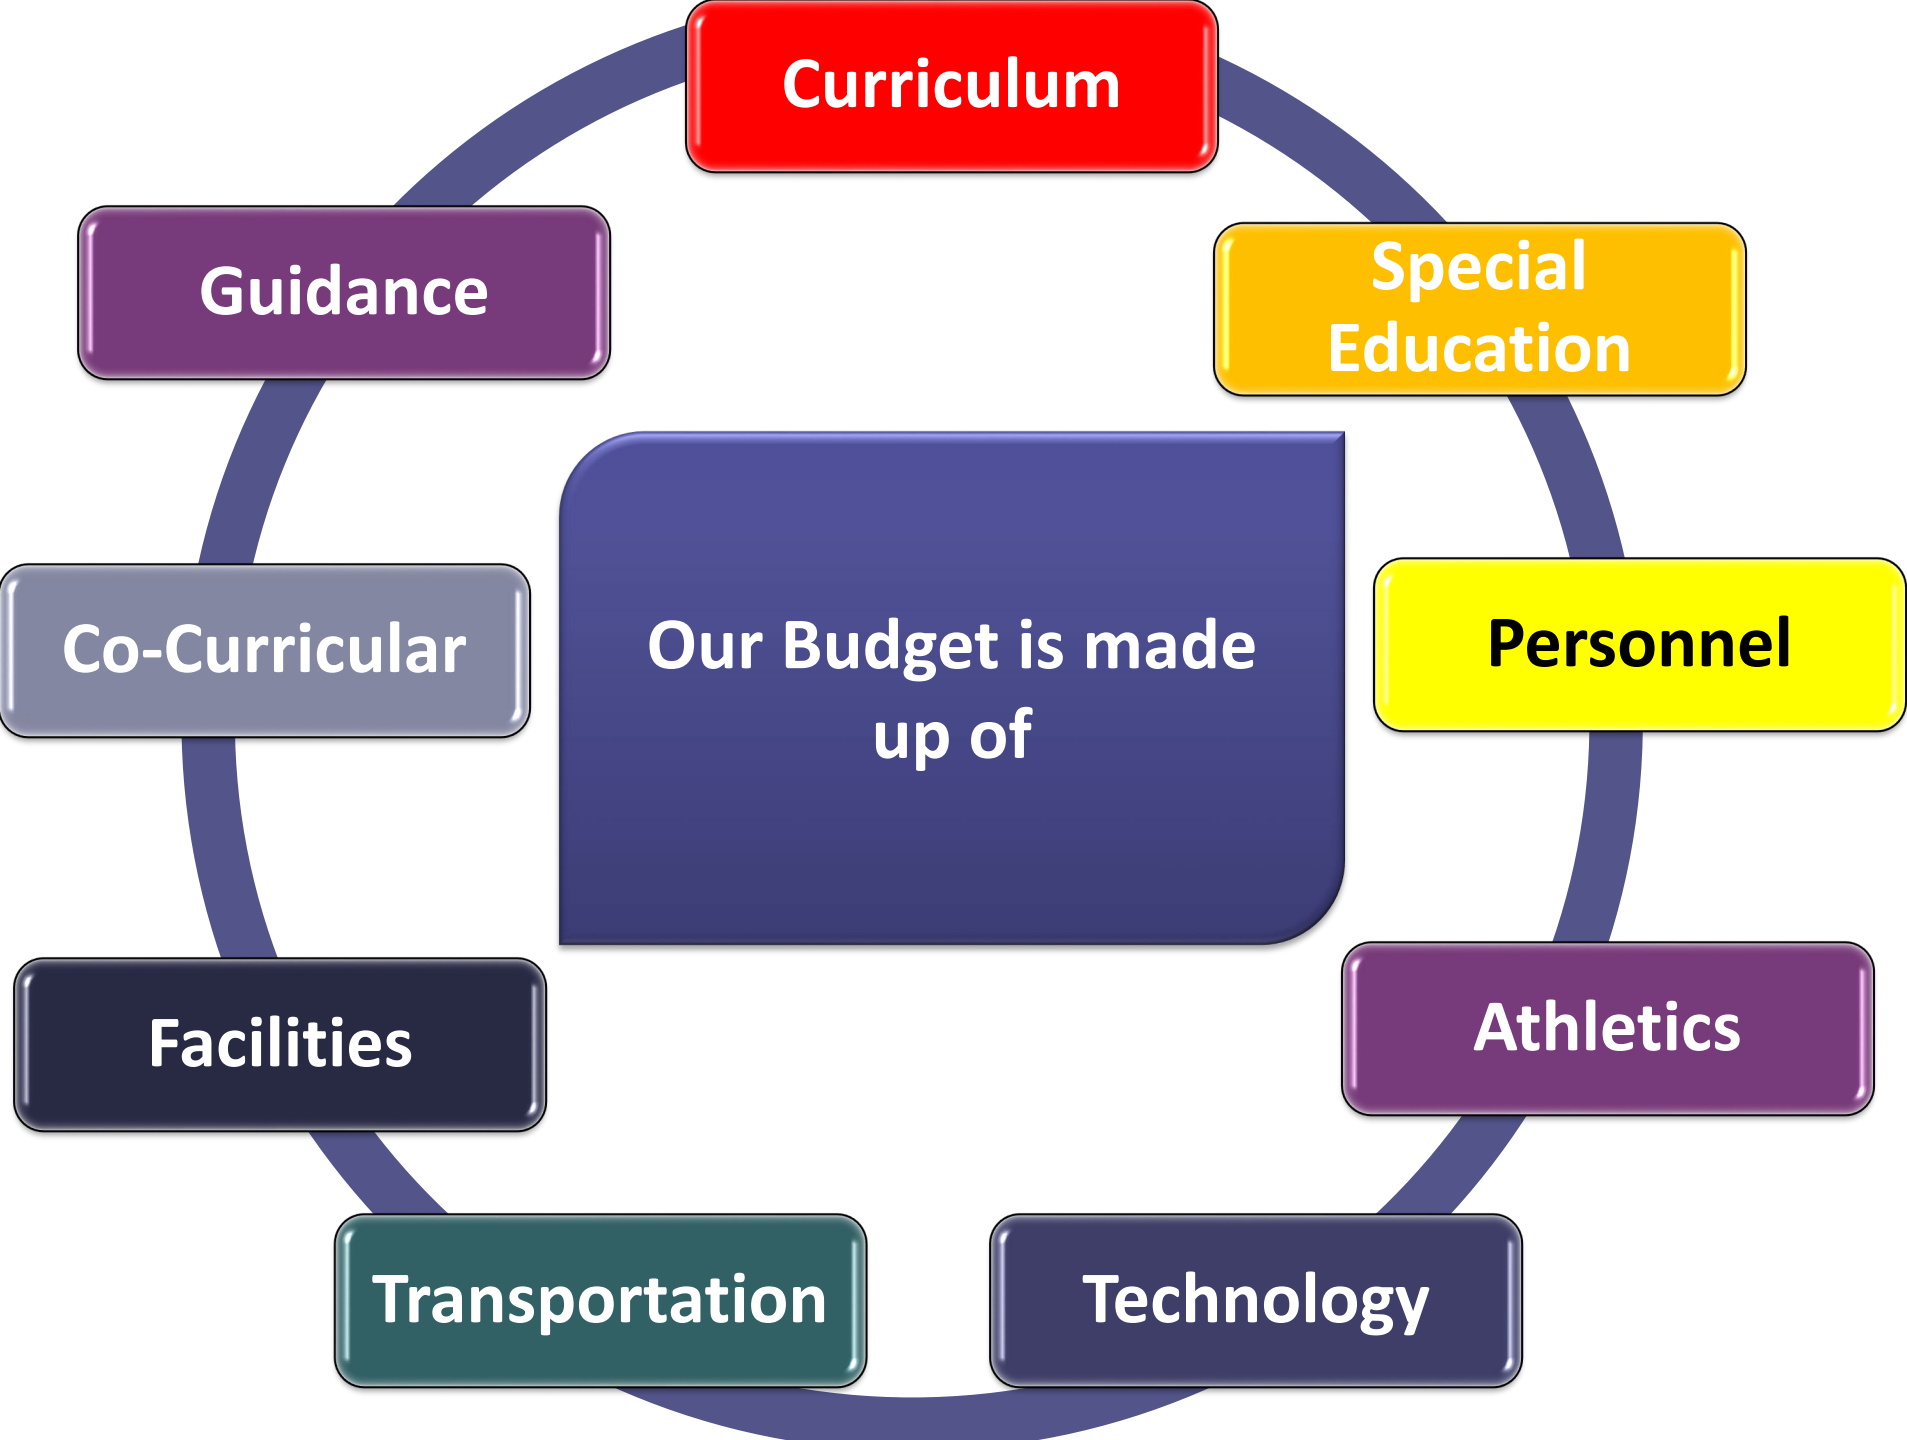 Curriculum
Special
Education
Personnel
Athletics
Technology
Transportation
Facilities
Co-Curricular
Guidance
Our Budget is made
up of